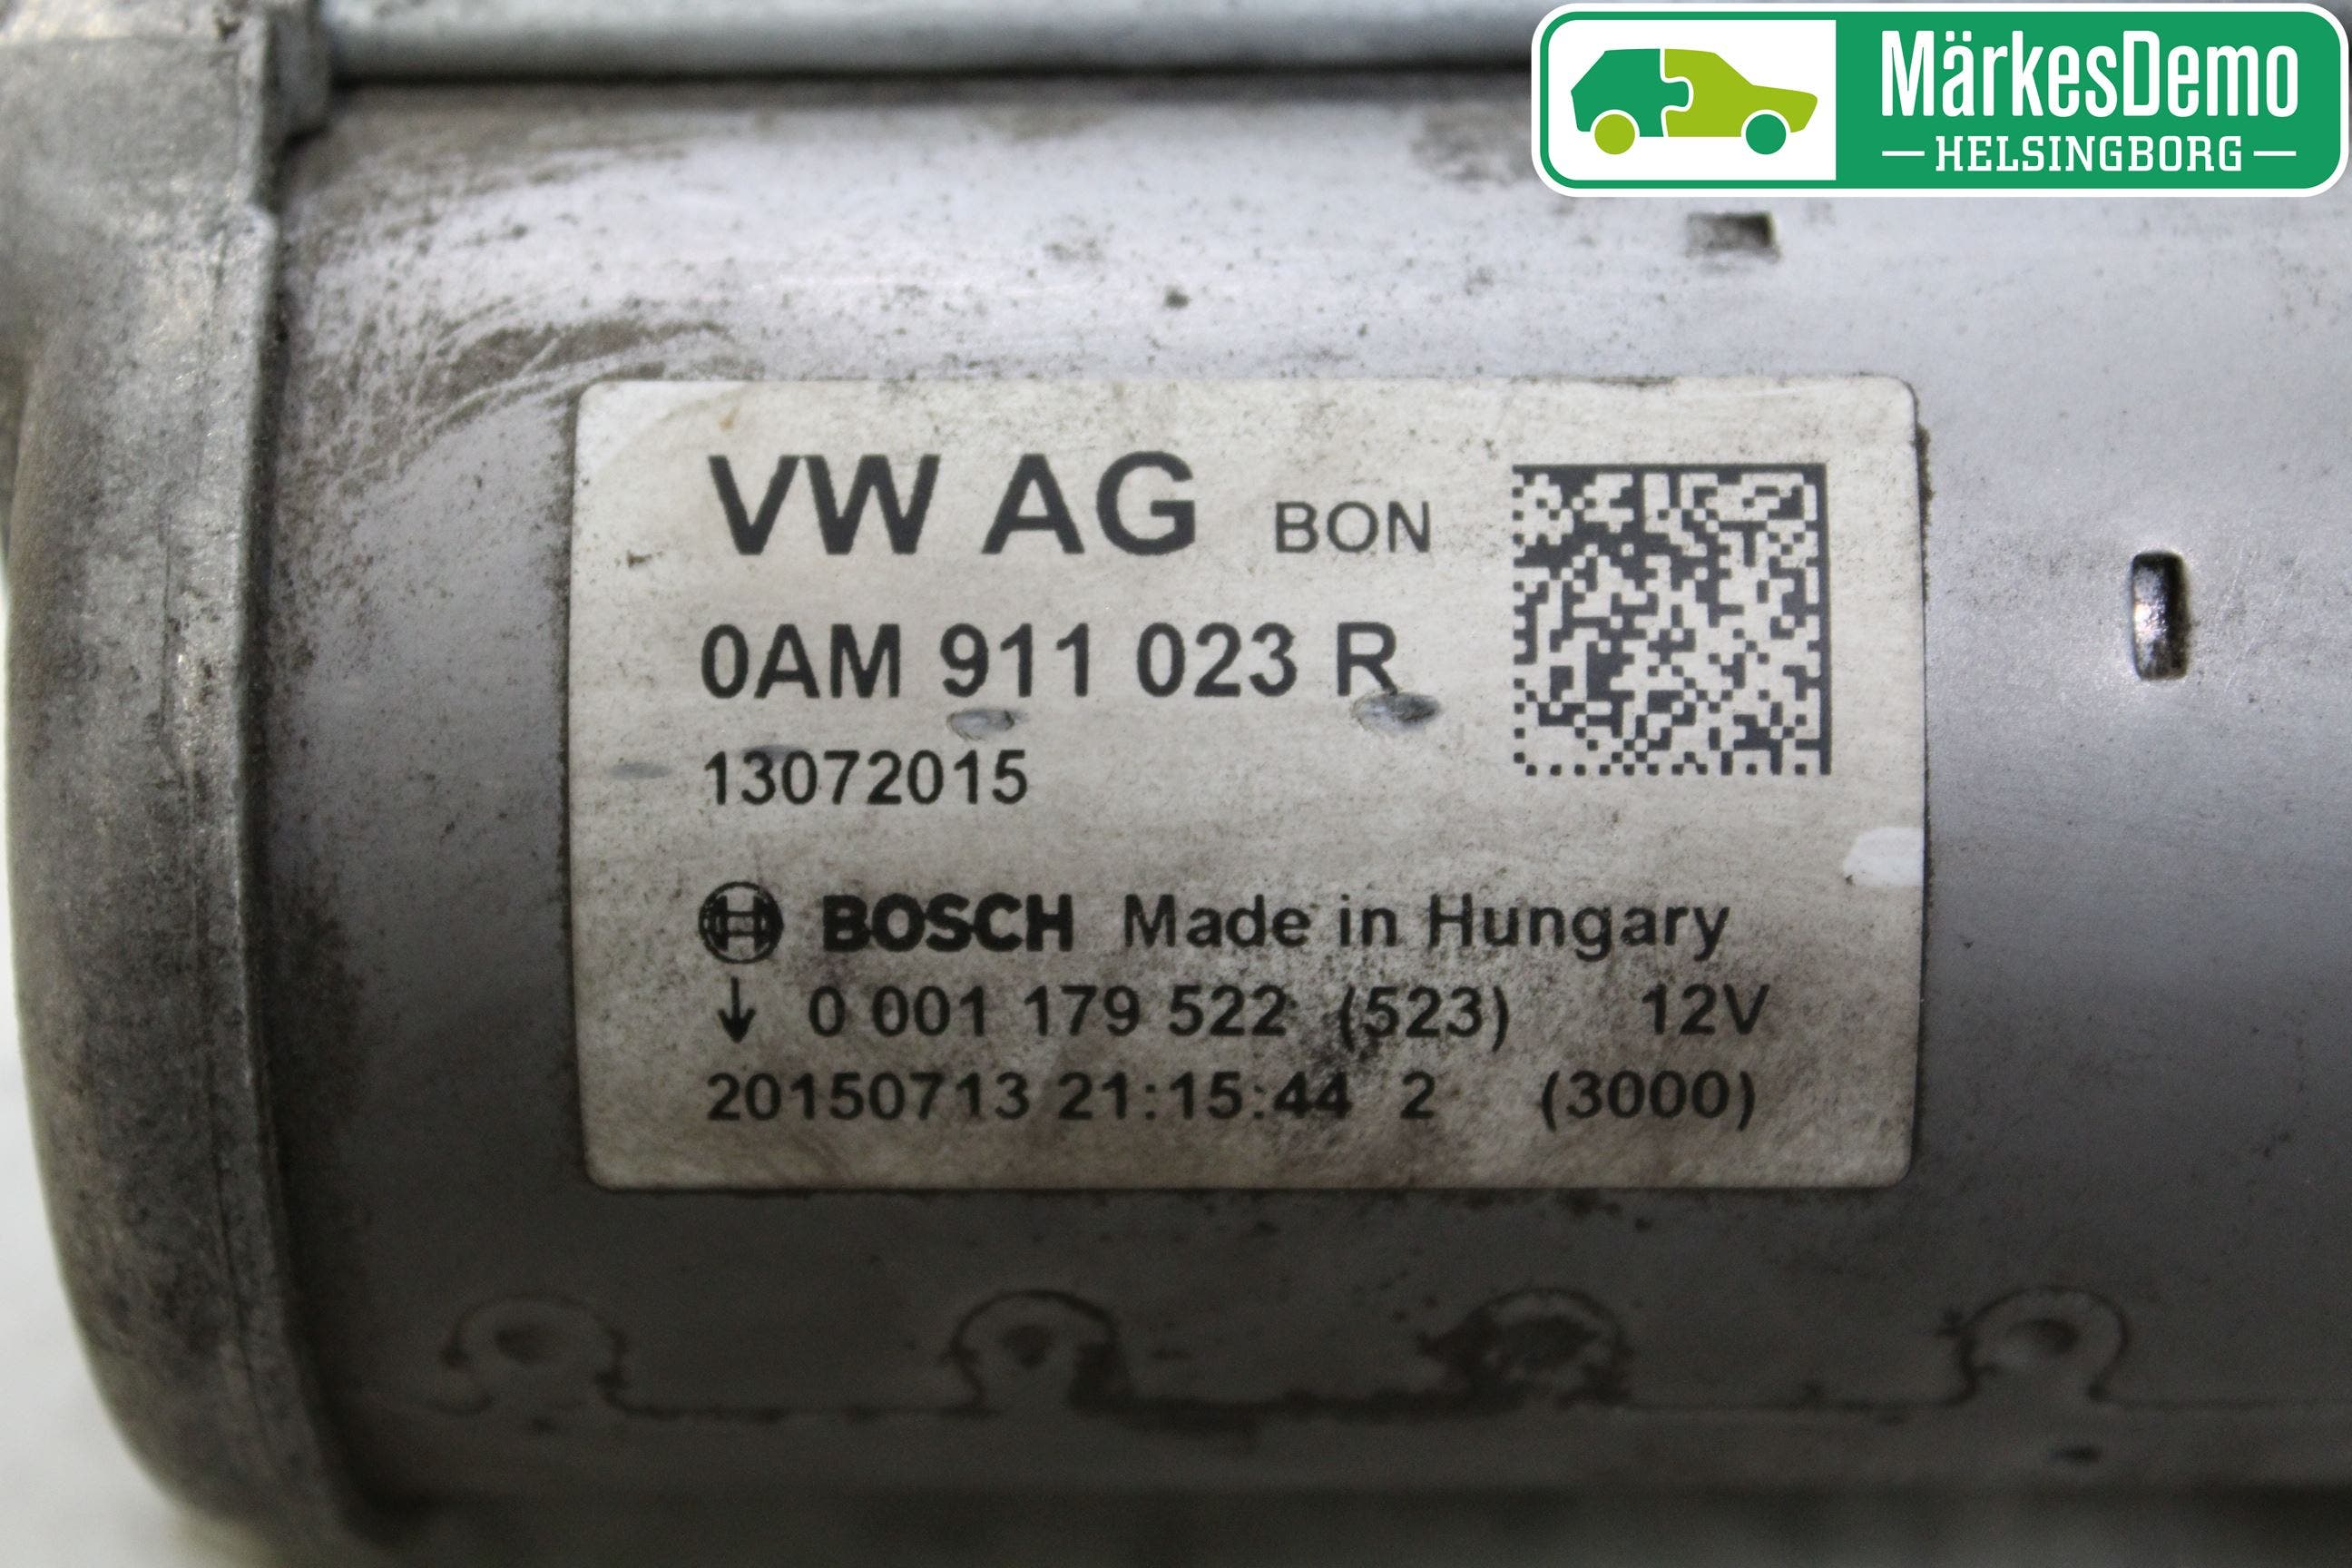 MärkesDemo
HELSINGBORG
VW AG BON
0AM 911 023 R
13072015
BOSCH Made in Hungary
↓ 0 001 179 522 (523) 12V
20150713 21:15:44 2 (3000)